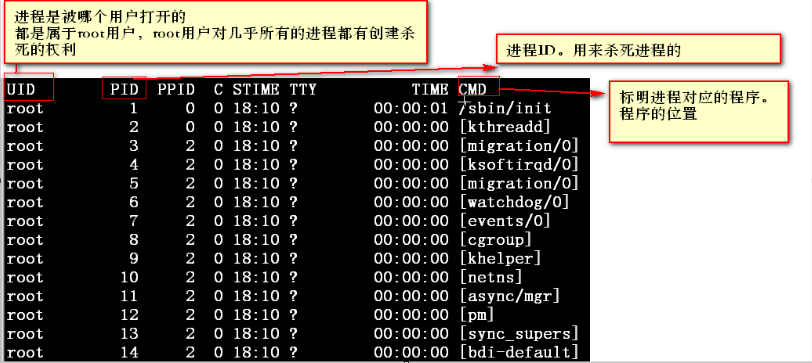 进程是被哪个用户打开的
都是属于root用户，root用户对几乎所有的进程都有创建杀
死的权利
进程ID。用来杀死进程的
标明进程对应的程序。
程序的位置
UID PID PPID C STIME TTY TIME CMD
root 1 0 0 18:10 ? 00:00:01 /sbin/init
root 2 0 0 18:10 ? 00:00:00 [kthreadd]
root 3 2 0 18:10 ? 00:00:00 [migration/0]
root 4 2 0 18:10 ? 00:00:00 [ksoftirqd/0]
root 5 2 0 18:10 ? 00:00:00 [migration/0]
root 6 2 0 18:10 ? 00:00:00 [watchdog/0]
root 7 2 0 18:10 ? 00:00:00 [events/0]
root 8 2 0 18:10 ? 00:00:00 [cgroup]
root 9 2 0 18:10 ? 00:00:00 [khelper]
root 10 2 0 18:10 ? 00:00:00 [netns]
root 11 2 0 18:10 ? 00:00:00 [async/mgr]
root 12 2 0 18:10 ? 00:00:00 [pm]
root 13 2 0 18:10 ? 00:00:00 [sync_supers]
root 14 2 0 18:10 ? 00:00:00 [bdi-default]